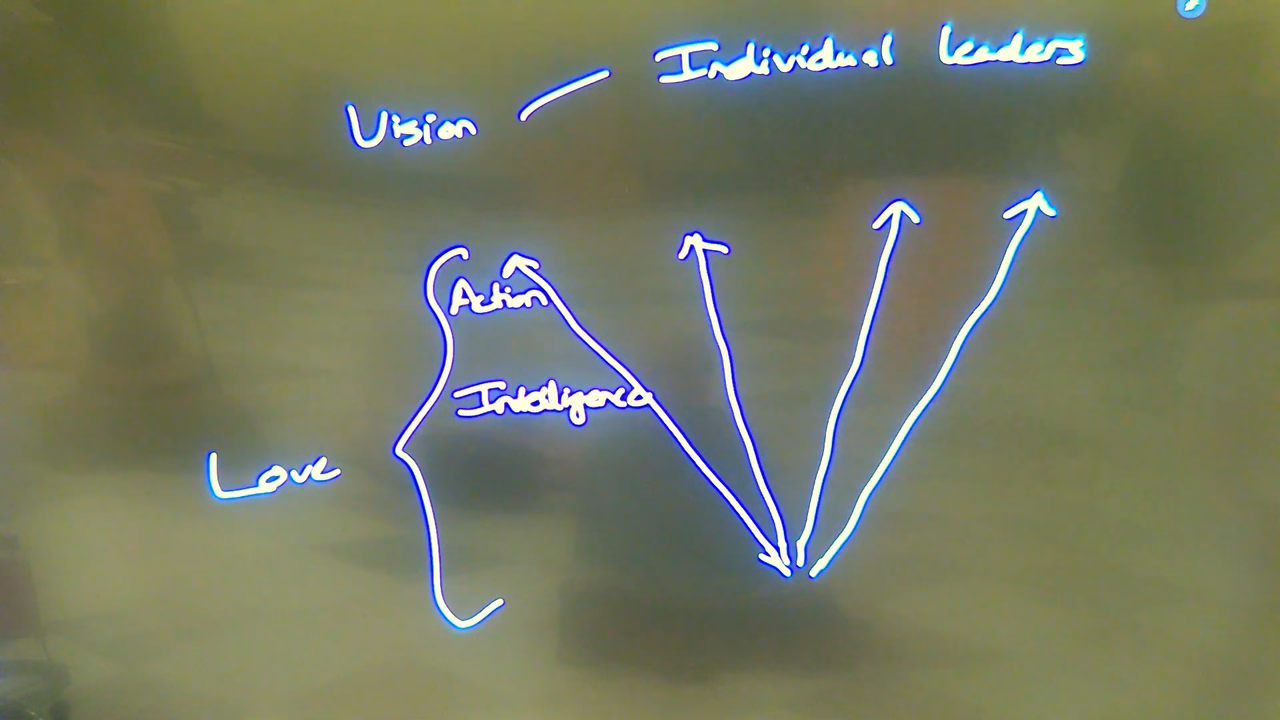 Individual leaders
Vision
Action
Intelligence
Love